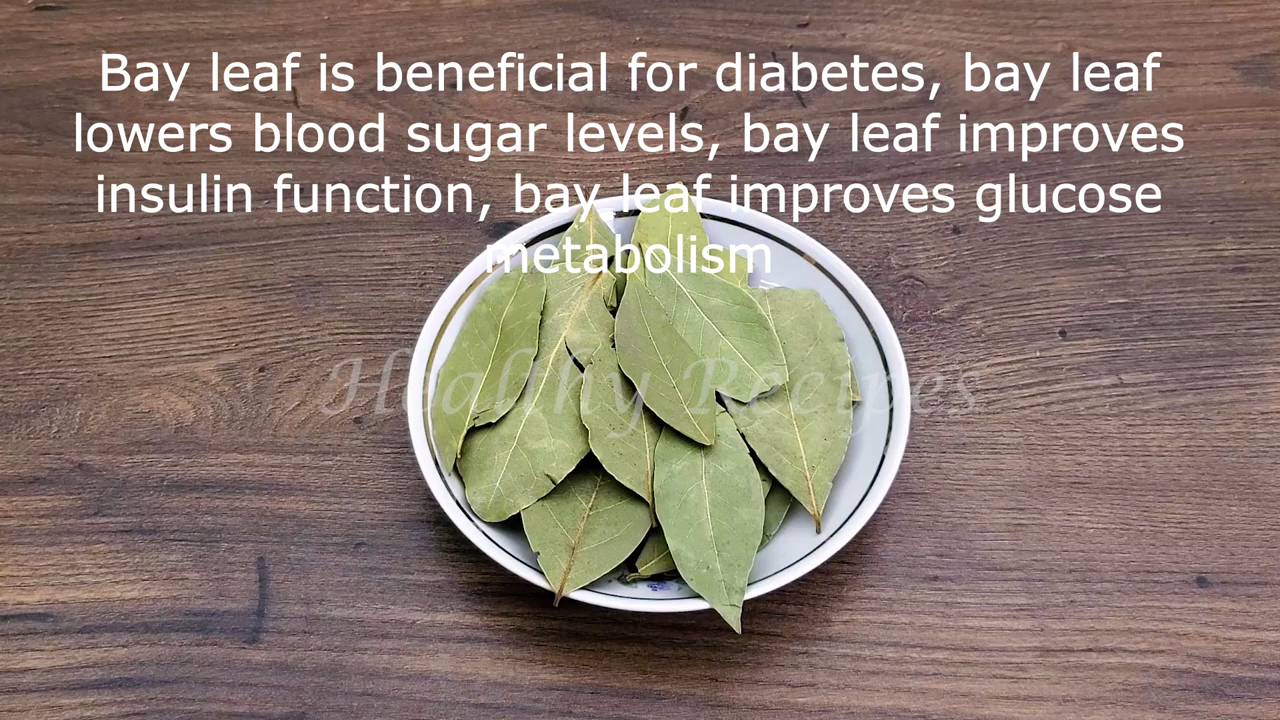 Bay leaf is beneficial for diabetes, bay leaf
lowers blood sugar levels, bay leaf improves
insulin function, bay leaf improves glucose
metabolism
Healthy Recipes